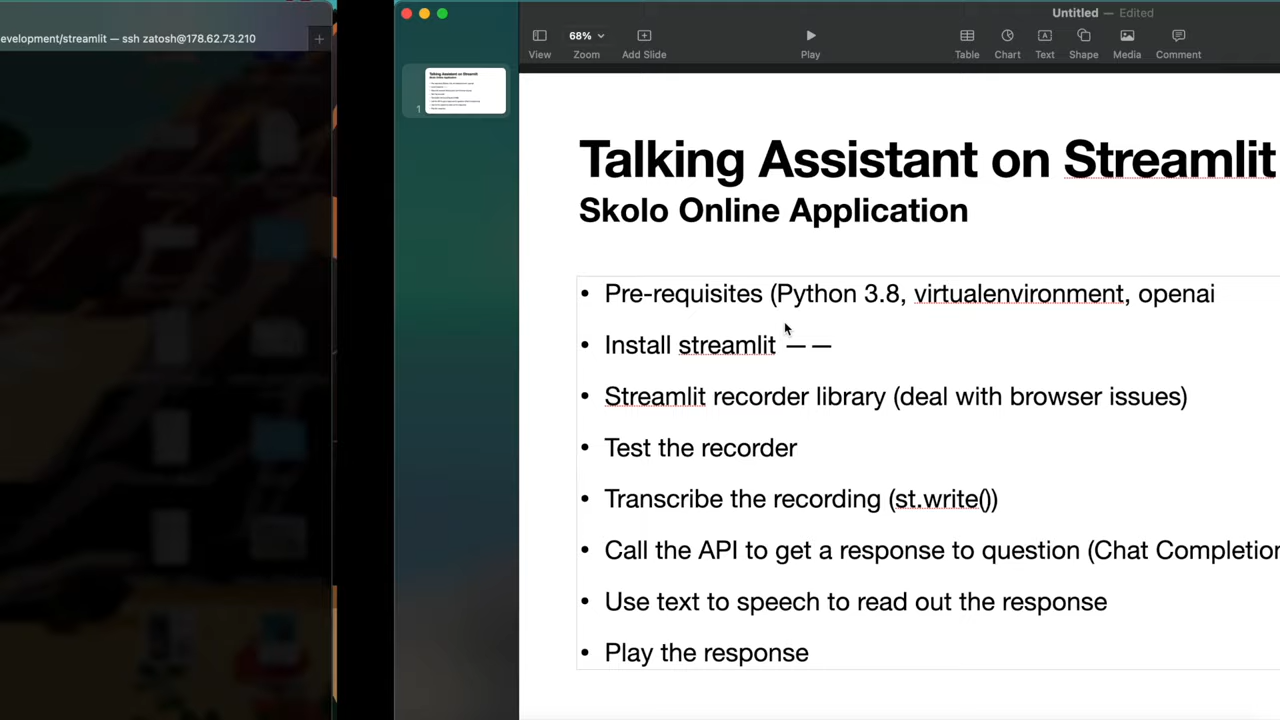 evelopment/streamlit — ssh zatosh@178.62.73.210
Untitled — Edited
View
68%
Zoom
Add Slide
Play
Table
Chart
Text
Shape
Media
Comment
1
Talking Assistant on Streamlit
Skolo Online Application
• Pre-requisites (Python 3.8, virtualenvironment, openai
• Install streamlit — —
• Streamlit recorder library (deal with browser issues)
• Test the recorder
• Transcribe the recording (st.write())
• Call the API to get a response to question (Chat Completion
• Use text to speech to read out the response
• Play the response